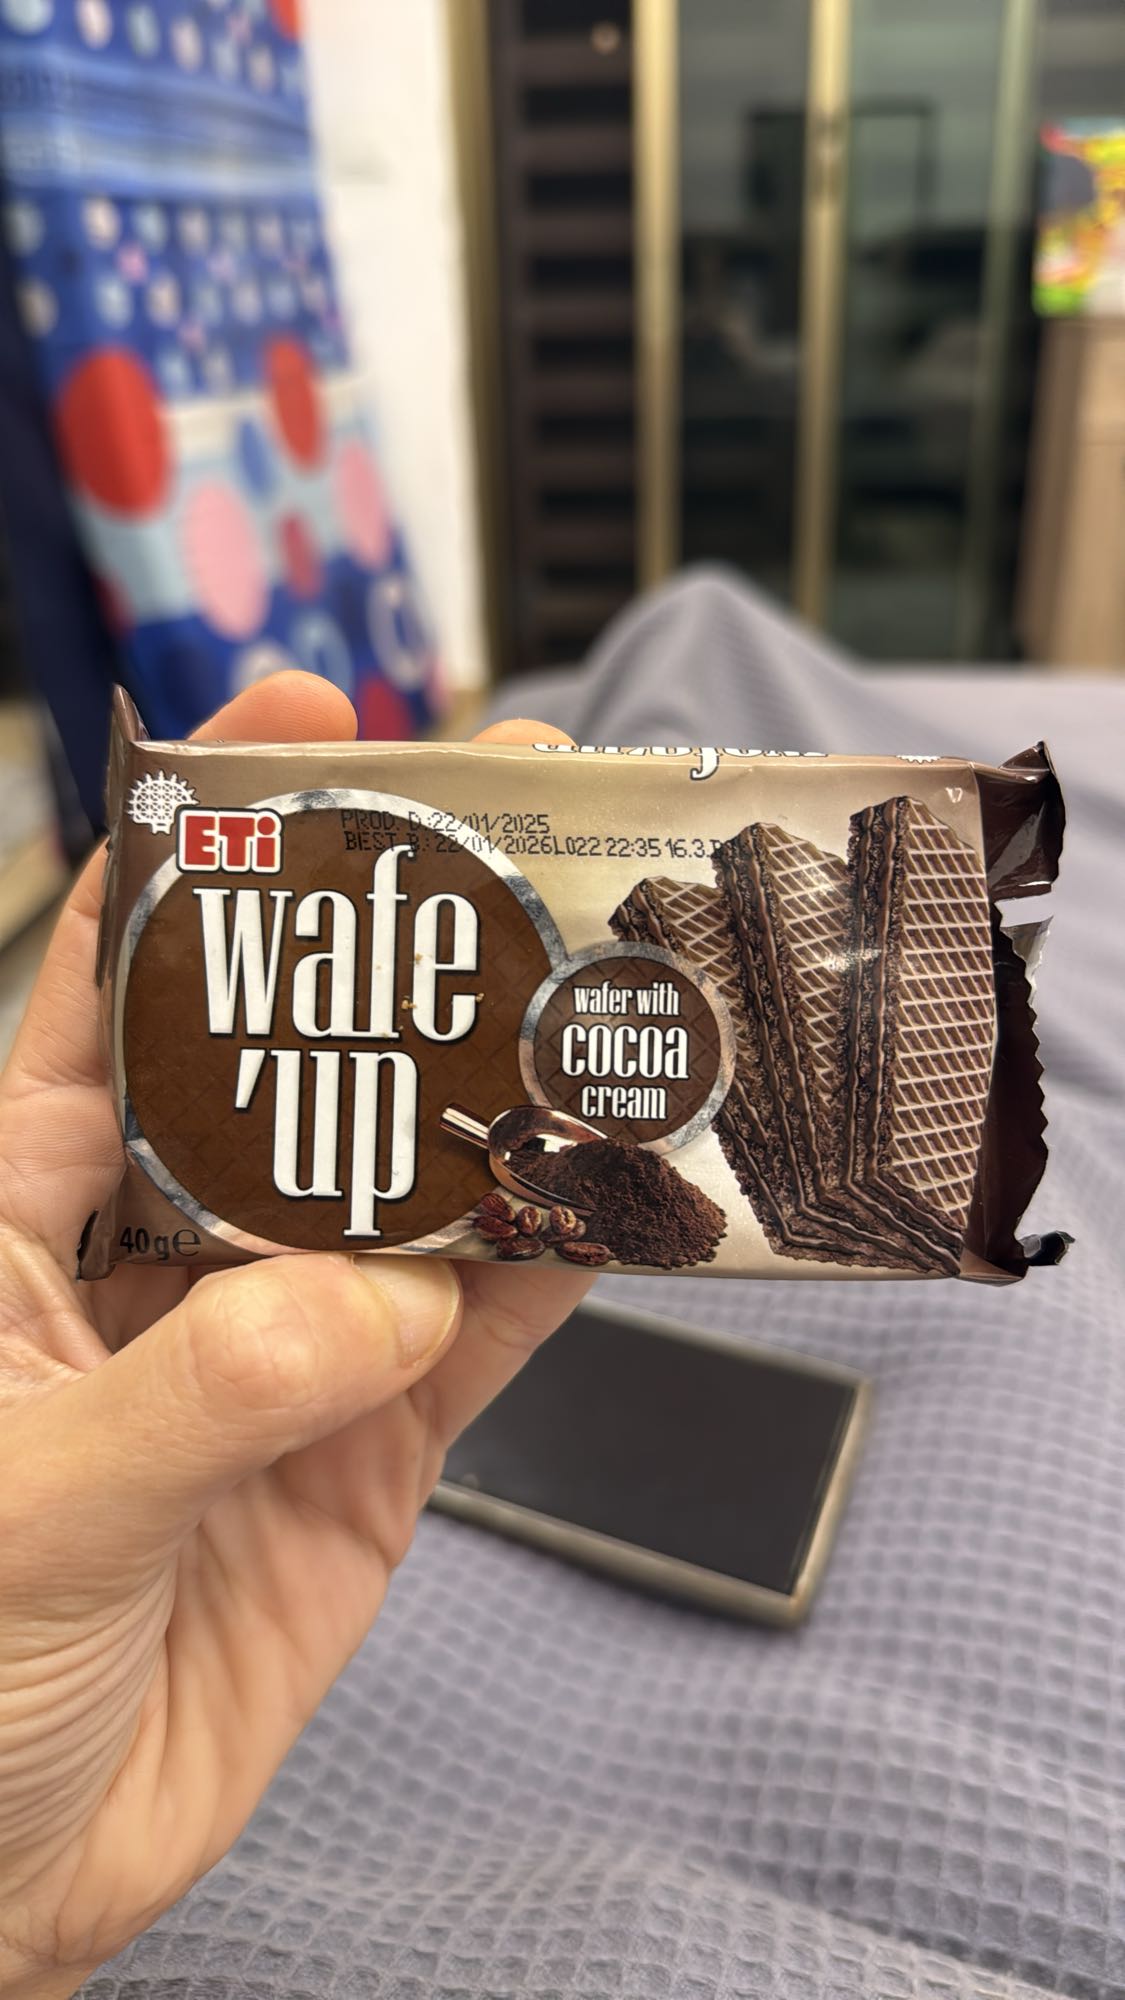 ETi
PROD. D.:22/01/2025
BEST B.: 22/01/2026L022 22:35 16.3.
wafe
'up
wafer with
cocoa
cream
40 g e